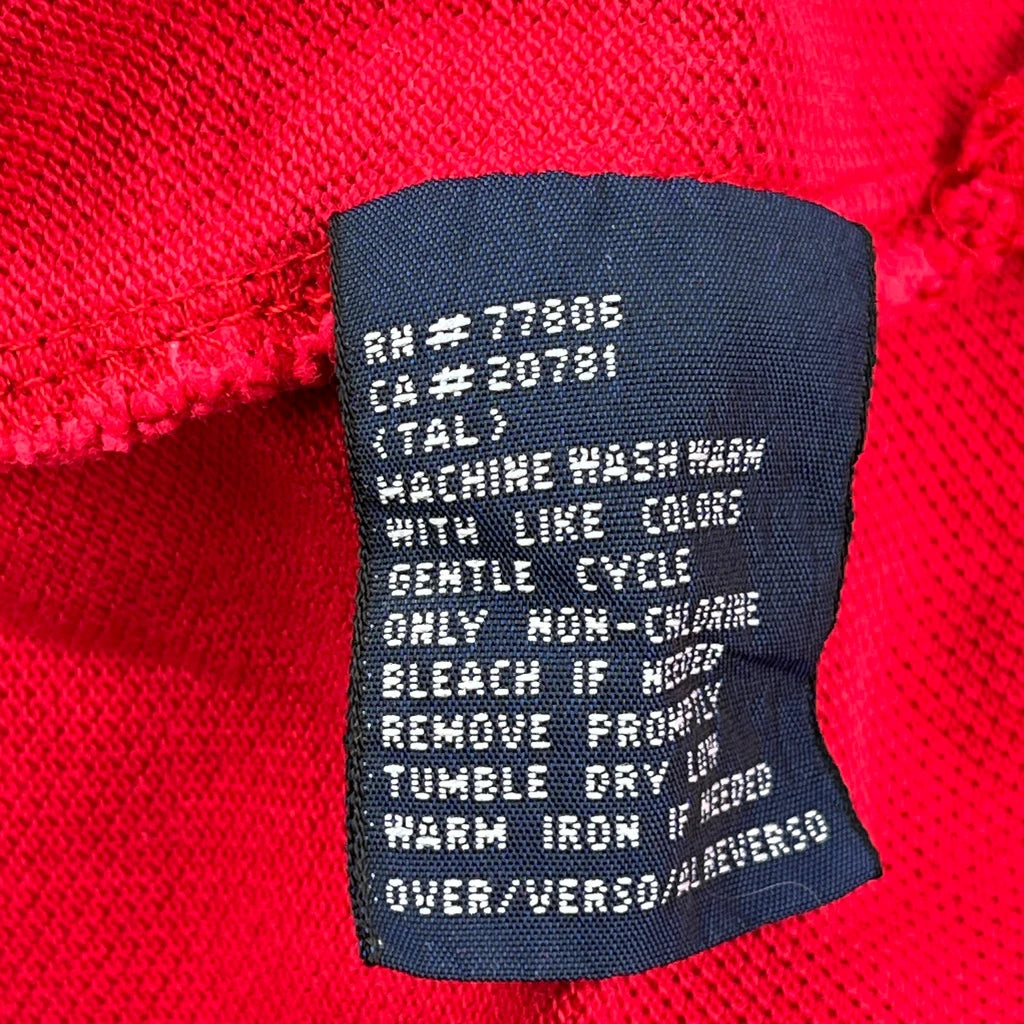 RN # 77806
CA # 20781
(TAL)
MACHINE WASH WARM
WITH LIKE COLORS
GENTLE CYCLE
ONLY NON-CHLORINE
BLEACH IF NEEDED
REMOVE PROMPTLY
TUMBLE DRY LOW
WARM IRON IF NEEDED
OVER/VERSO/ALREVERSO